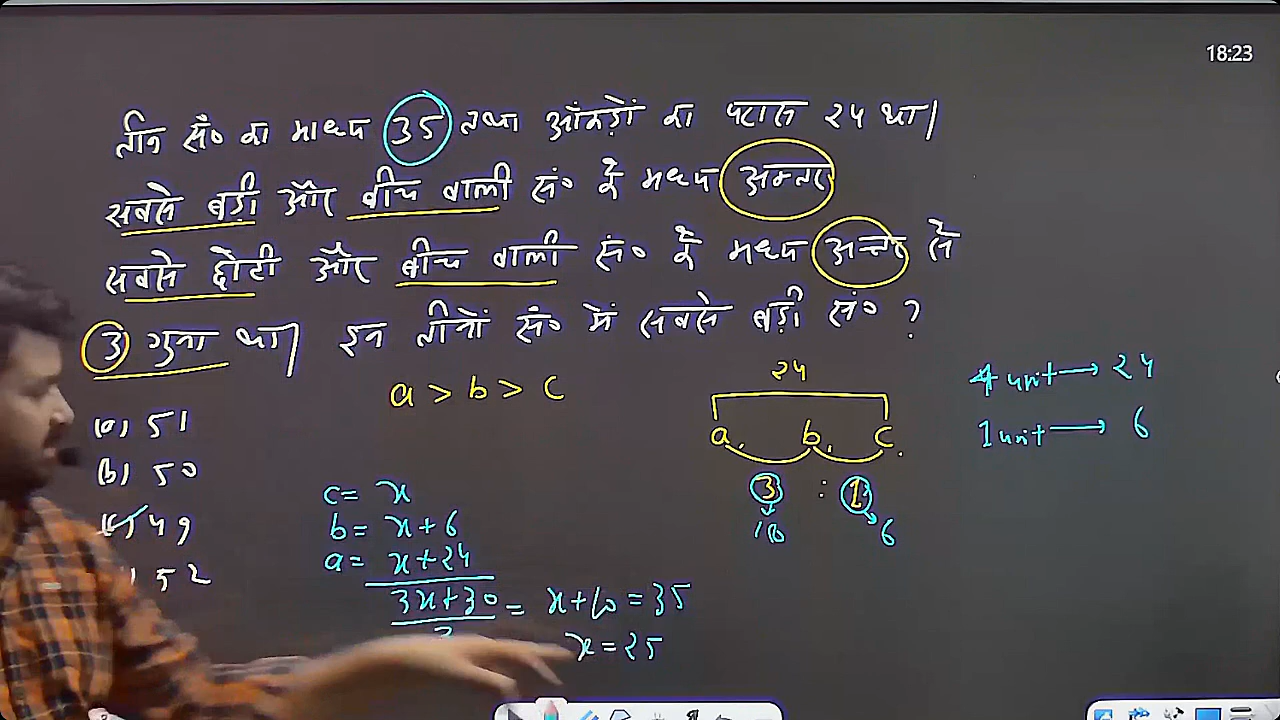 18:23
तीन सं० का माध्य 35 तथा आंकड़ों का परास 24 था।
सबसे बड़ी और बीच वाली सं० के मध्य अन्तर
सबसे छोटी और बीच वाली सं० के मध्य अन्तर से
3 गुना था। इन तीनों सं० में सबसे बड़ी सं० ?
a > b > c
24
a. b. c.
3 : 1
18 6
4 unit → 24
1 unit → 6
(a) 51
(b) 50
(c) 49
) 52
c = x
b = x+6
a = x+24
3x+30 = x+10 = 35
3
x = 25